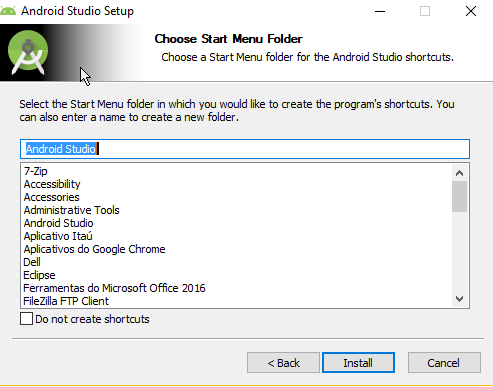 Android Studio Setup
Choose Start Menu Folder
Choose a Start Menu folder for the Android Studio shortcuts.
Select the Start Menu folder in which you would like to create the program's shortcuts. You
can also enter a name to create a new folder.
Android Studio
7-Zip
Accessibility
Accessories
Administrative Tools
Android Studio
Aplicativo Itaú
Aplicativos do Google Chrome
Dell
Eclipse
Ferramentas do Microsoft Office 2016
FileZilla FTP Client
Do not create shortcuts
< Back
Install
Cancel